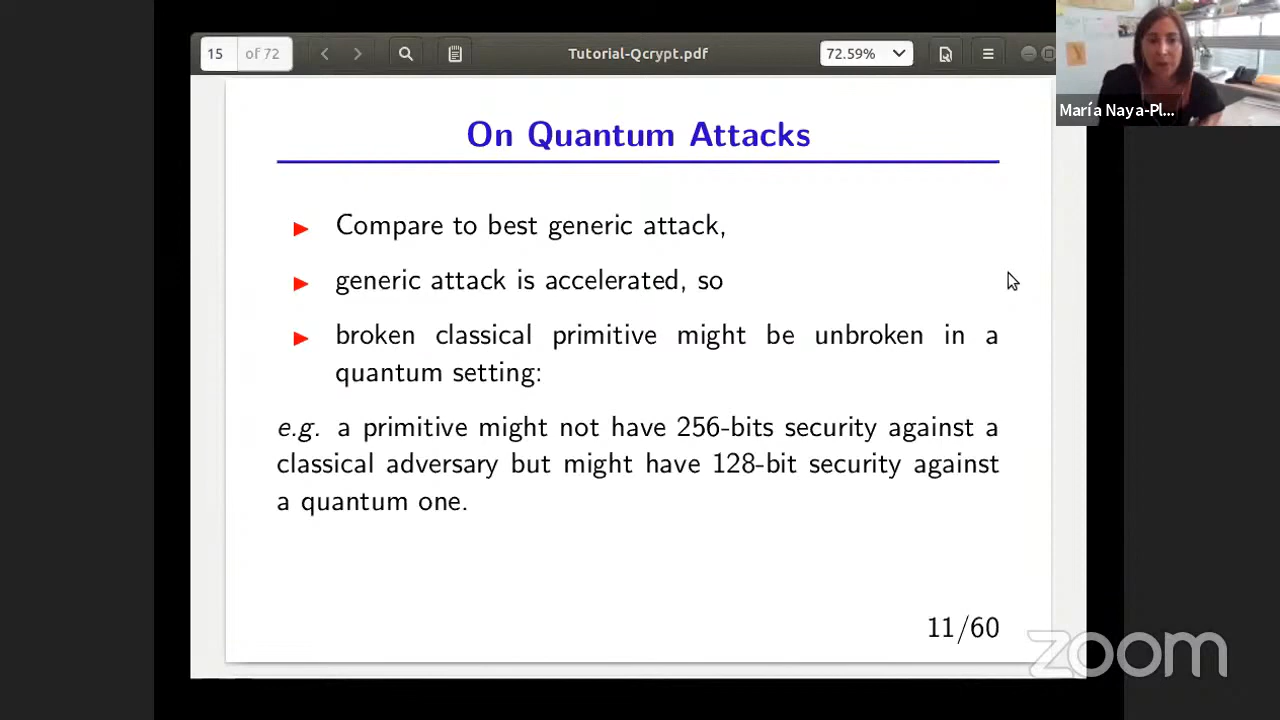 15 of 72
Tutorial-Qcrypt.pdf
72.59%
María Naya-Pl...
On Quantum Attacks
Compare to best generic attack,
generic attack is accelerated, so
broken classical primitive might be unbroken in a
quantum setting:
e.g. a primitive might not have 256-bits security against a
classical adversary but might have 128-bit security against
a quantum one.
11/60
zoom